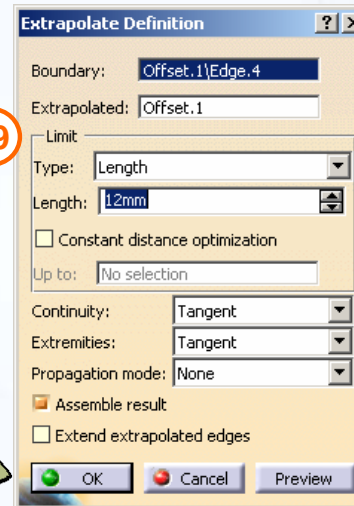 Extrapolate Definition
Boundary: Offset.1\Edge.4
Extrapolated: Offset.1
Limit
Type: Length
Length: 12mm
Constant distance optimization
Up to: No selection
Continuity: Tangent
Extremities: Tangent
Propagation mode: None
Assemble result
Extend extrapolated edges
OK Cancel Preview